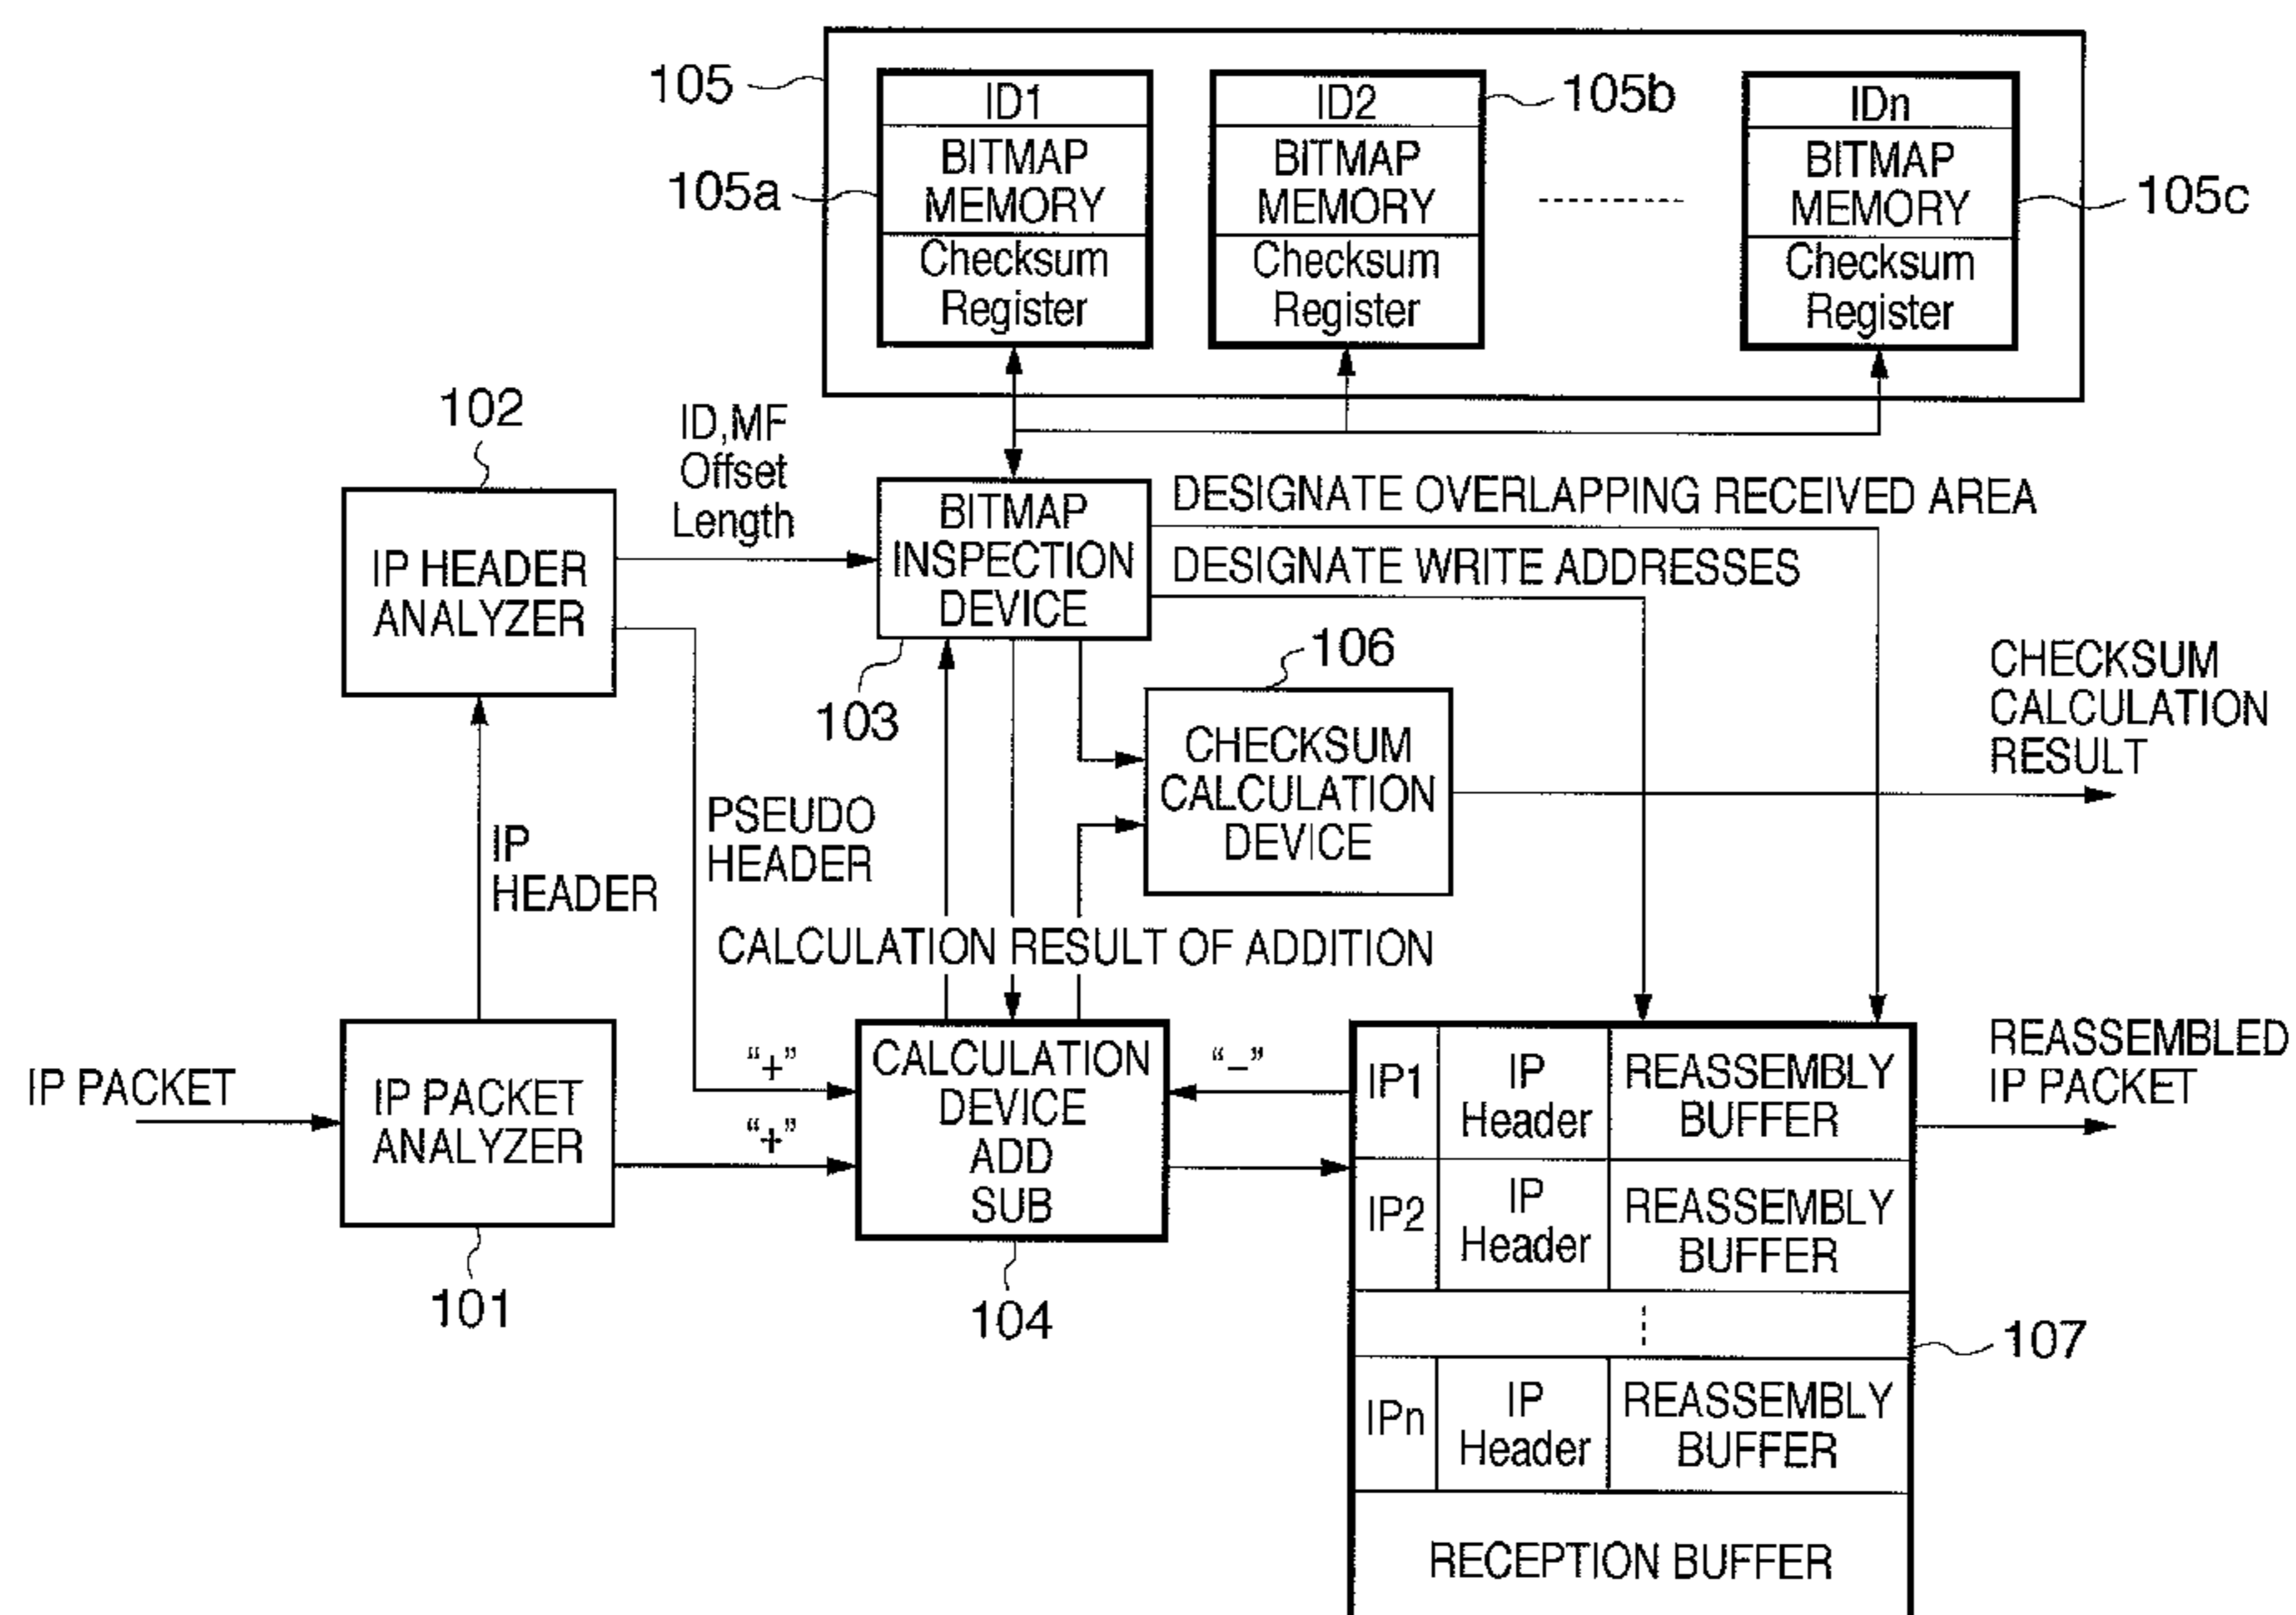 105
ID1
BITMAP
MEMORY
Checksum
Register
105a
ID2
BITMAP
MEMORY
Checksum
Register
105b
IDn
BITMAP
MEMORY
Checksum
Register
105c
102
IP HEADER
ANALYZER
ID,MF
Offset
Length
BITMAP
INSPECTION
DEVICE
103
DESIGNATE OVERLAPPING RECEIVED AREA
DESIGNATE WRITE ADDRESSES
106
CHECKSUM
CALCULATION
DEVICE
CHECKSUM
CALCULATION
RESULT
IP
HEADER
PSEUDO
HEADER
CALCULATION RESULT OF ADDITION
IP PACKET
IP PACKET
ANALYZER
101
“+”
“+”
CALCULATION
DEVICE
ADD
SUB
104
“–”
IP1
IP
Header
REASSEMBLY
BUFFER
IP2
IP
Header
REASSEMBLY
BUFFER
IPn
IP
Header
REASSEMBLY
BUFFER
RECEPTION BUFFER
107
REASSEMBLED
IP PACKET